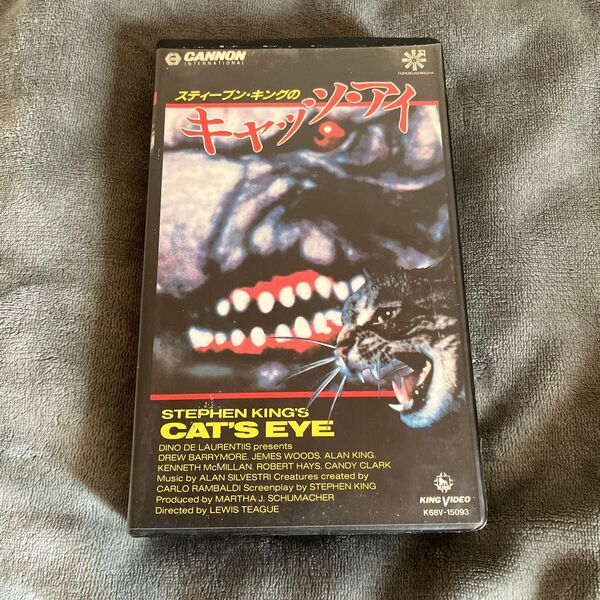 CANNON
INTERNATIONAL
TOHOKUSHINSHA
スティーブン・キングの
キャッツ・アイ
STEPHEN KING'S
CAT'S EYE
DINO DE LAURENTIIS presents
DREW BARRYMORE. JEMES WOODS. ALAN KING.
KENNETH McMILLAN. ROBERT HAYS. CANDY CLARK
Music by ALAN SILVESTRI Creatures created by
CARLO RAMBALDI Screenplay by STEPHEN KING
Produced by MARTHA J. SCHUMACHER
Directed by LEWIS TEAGUE
KING VIDEO
K68V-15093